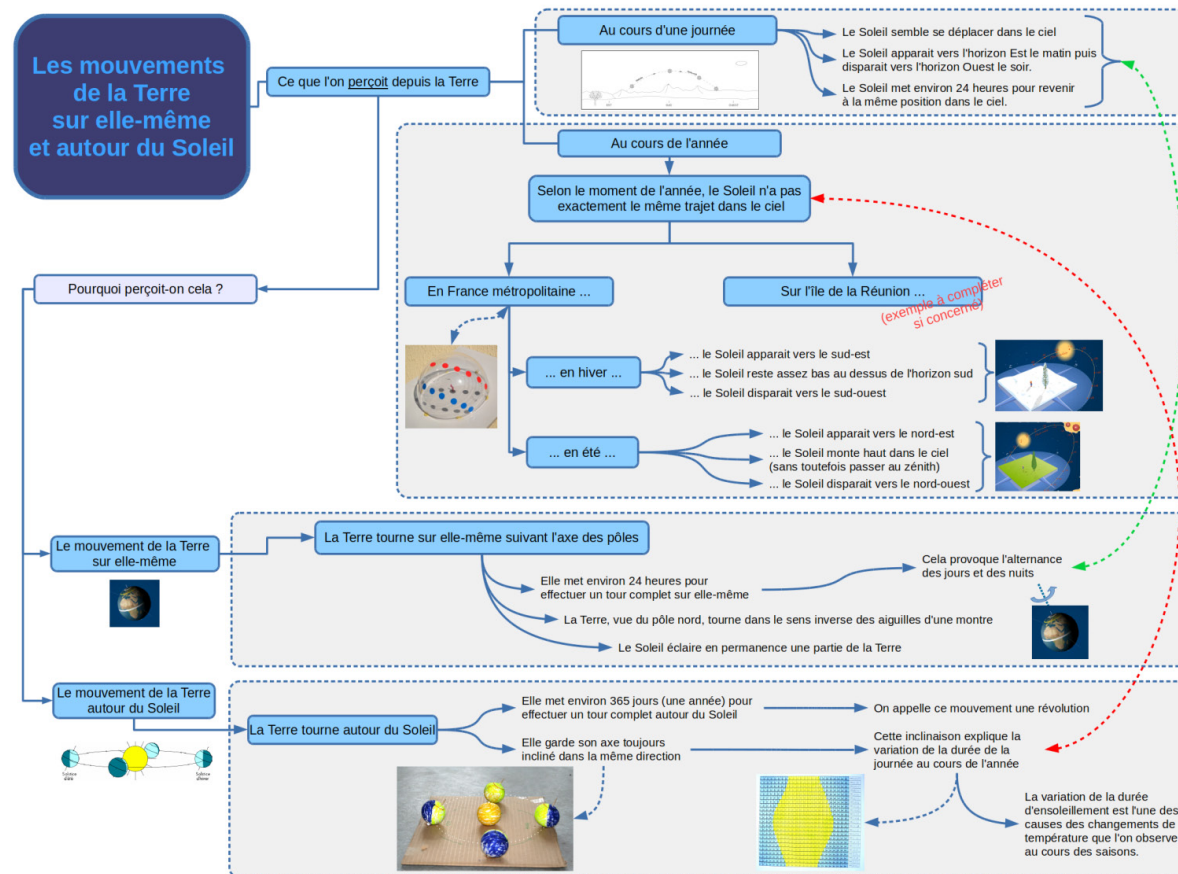 Les mouvements
de la Terre
sur elle-même
et autour du Soleil
Ce que l'on perçoit depuis la Terre
Au cours d'une journée
Le Soleil semble se déplacer dans le ciel
Le Soleil apparait vers l'horizon Est le matin puis
disparait vers l'horizon Ouest le soir.
Le Soleil met environ 24 heures pour revenir
à la même position dans le ciel.
Au cours de l'année
Selon le moment de l'année, le Soleil n'a pas
exactement le même trajet dans le ciel
Pourquoi perçoit-on cela ?
En France métropolitaine ...
Sur l'île de la Réunion ...
(exemple à compléter
si concerné)
... en hiver ...
... le Soleil apparait vers le sud-est
... le Soleil reste assez bas au dessus de l'horizon sud
... le Soleil disparait vers le sud-ouest
... en été ...
... le Soleil apparait vers le nord-est
... le Soleil monte haut dans le ciel
(sans toutefois passer au zénith)
... le Soleil disparait vers le nord-ouest
Le mouvement de la Terre
sur elle-même
La Terre tourne sur elle-même suivant l'axe des pôles
Elle met environ 24 heures pour
effectuer un tour complet sur elle-même
Cela provoque l'alternance
des jours et des nuits
La Terre, vue du pôle nord, tourne dans le sens inverse des aiguilles d'une montre
Le Soleil éclaire en permanence une partie de la Terre
Le mouvement de la Terre
autour du Soleil
La Terre tourne autour du Soleil
Elle met environ 365 jours (une année) pour
effectuer un tour complet autour du Soleil
On appelle ce mouvement une révolution
Elle garde son axe toujours
incliné dans la même direction
Cette inclinaison explique la
variation de la durée de la
journée au cours de l'année
La variation de la durée
d'ensoleillement est l'une des
causes des changements de
température que l'on observe
au cours des saisons.
Solstice
d'été
Solstice
d'hiver